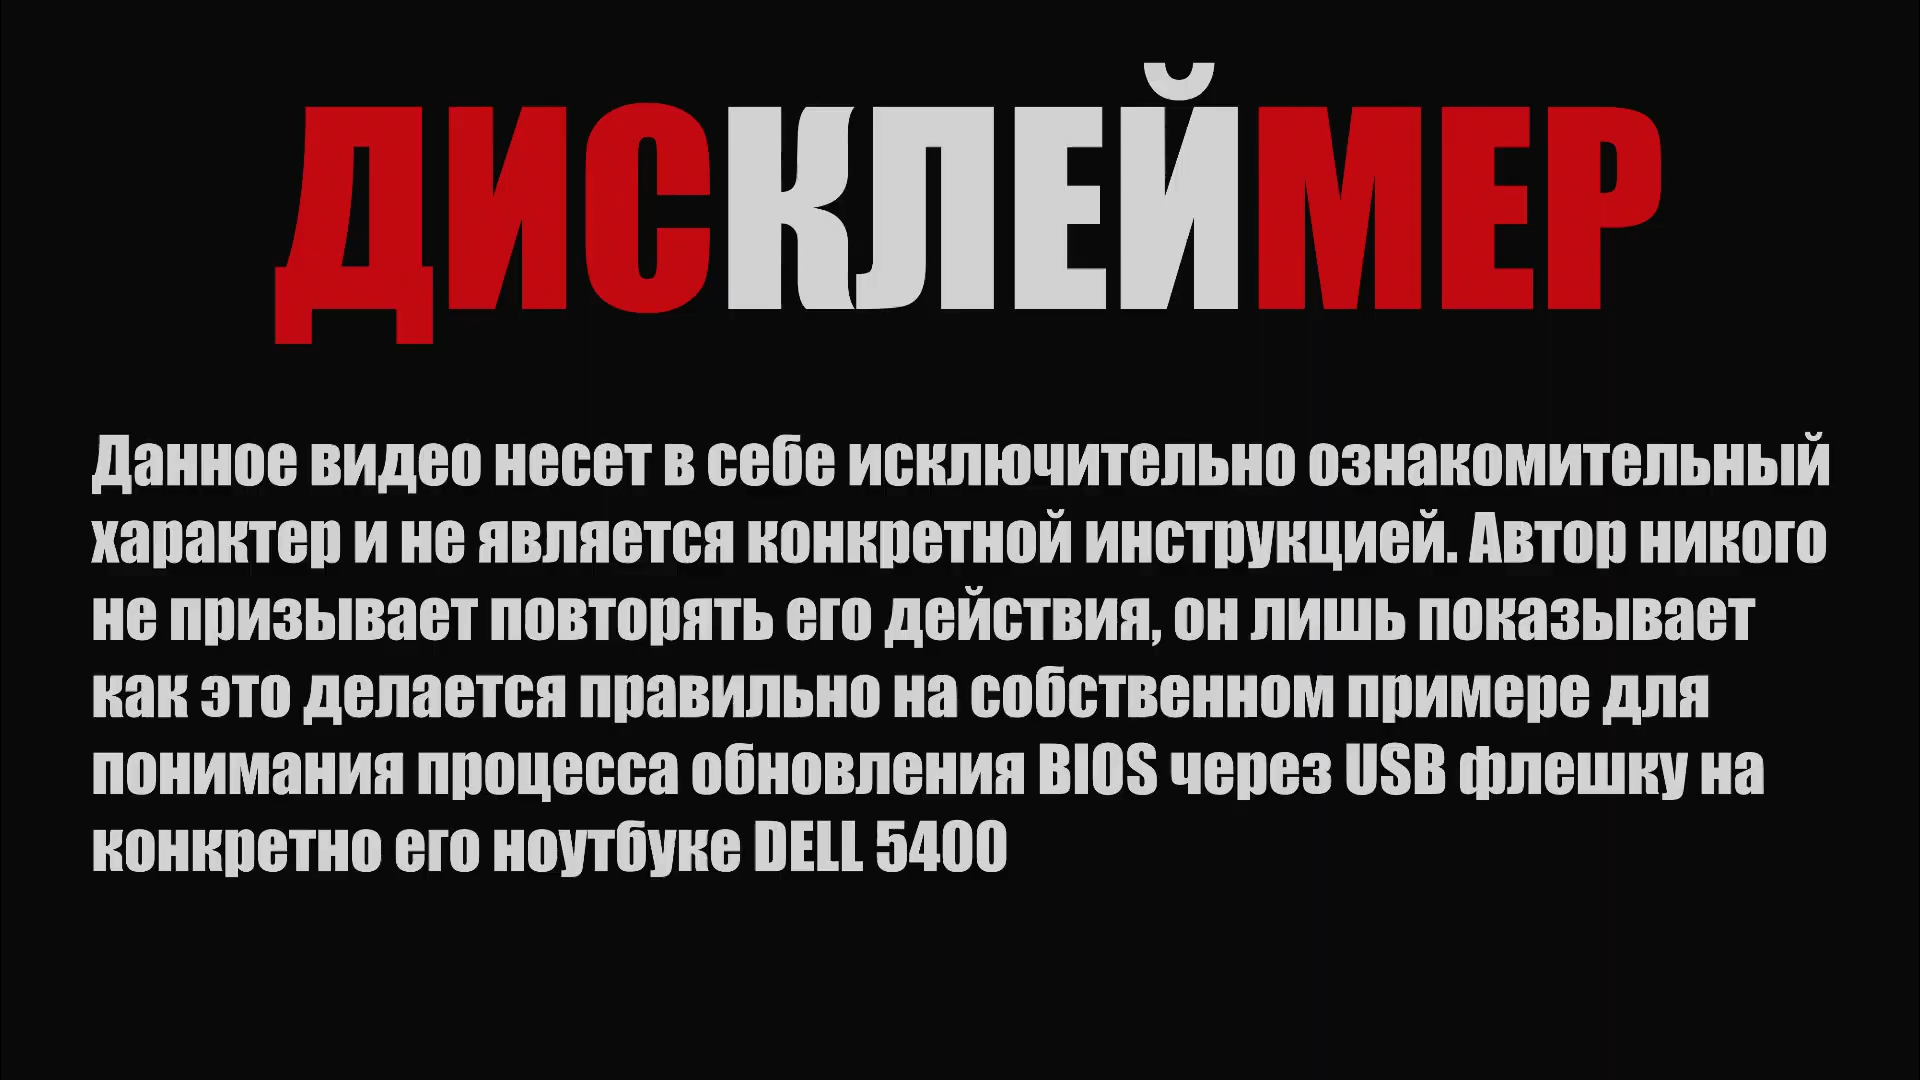 ДИСКЛЕЙМЕР
Данное видео несет в себе исключительно ознакомительный
характер и не является конкретной инструкцией. Автор никого
не призывает повторять его действия, он лишь показывает
как это делается правильно на собственном примере для
понимания процесса обновления BIOS через USB флешку на
конкретно его ноутбуке DELL 5400